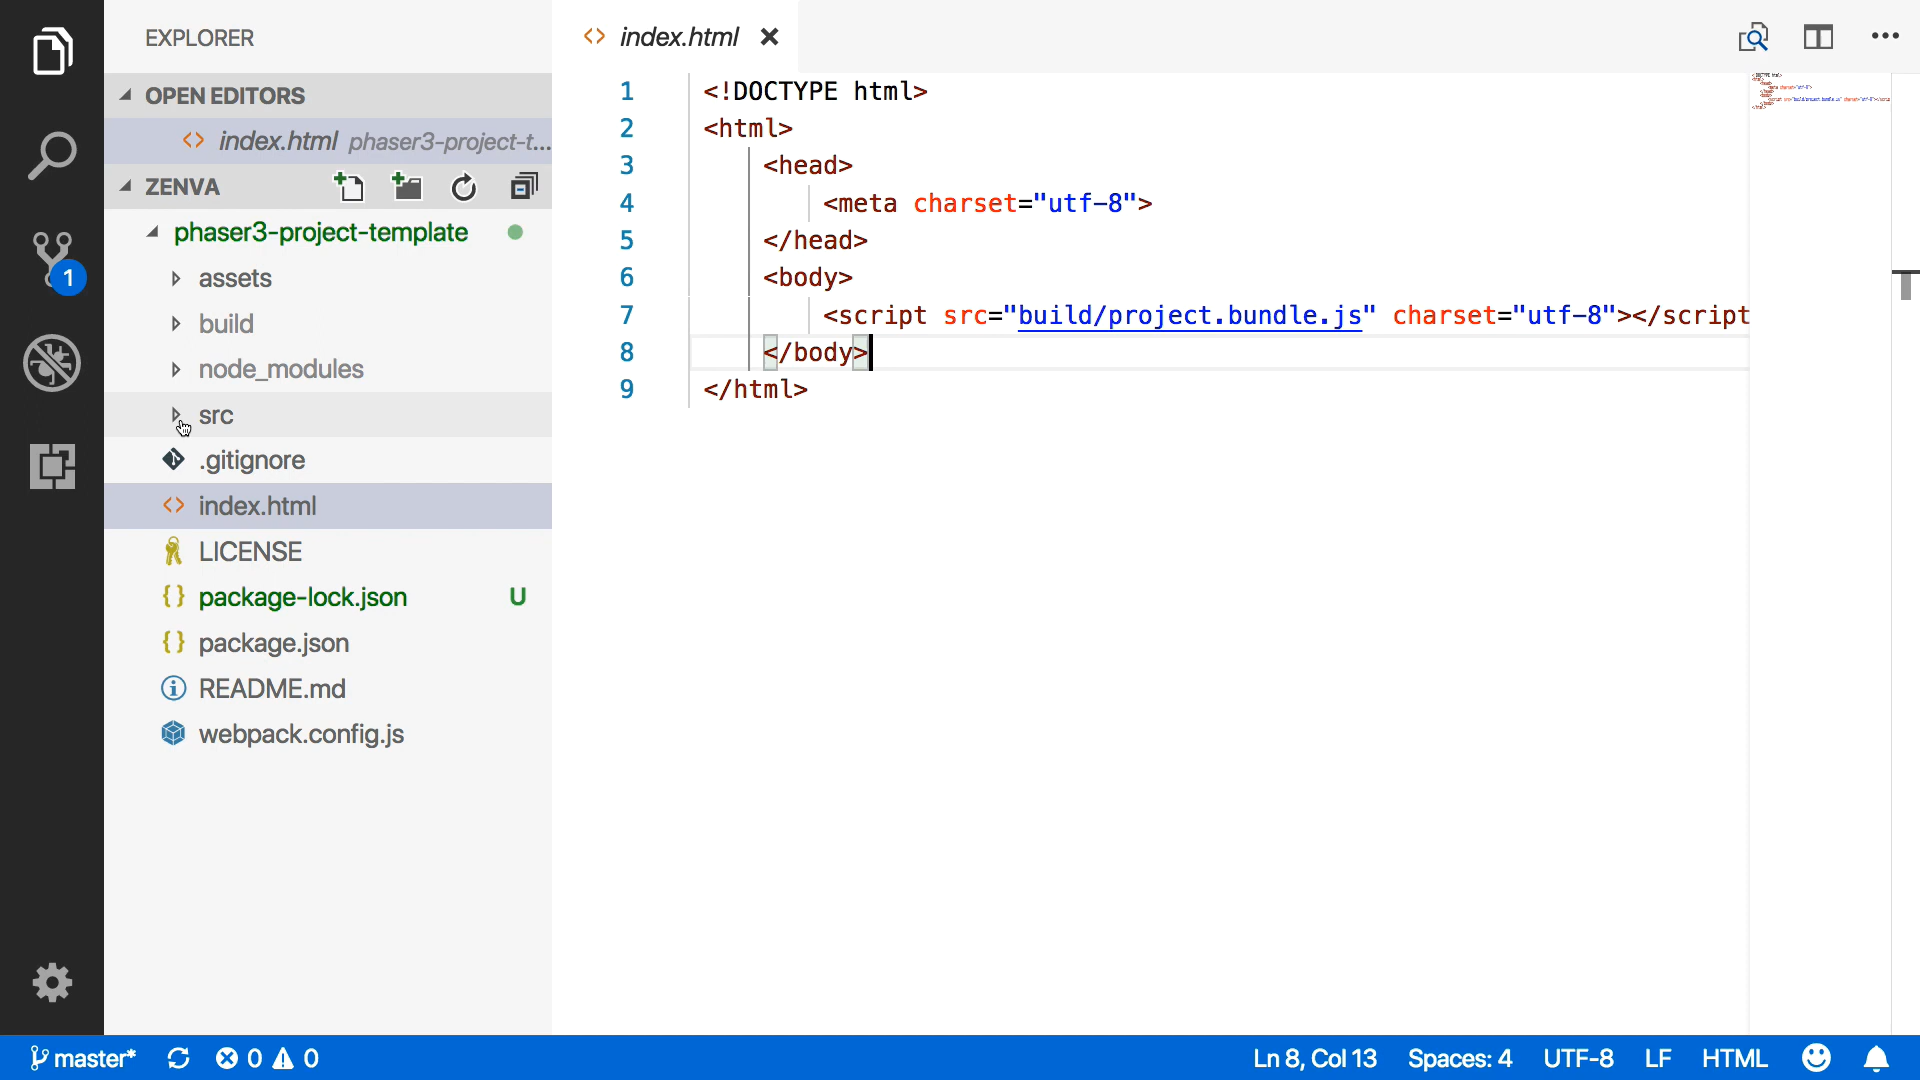 EXPLORER
OPEN EDITORS
<> index.html phaser3-project-t...
ZENVA
phaser3-project-template
assets
build
node_modules
src
.gitignore
<> index.html
LICENSE
{} package-lock.json U
{} package.json
README.md
webpack.config.js
1
<> index.html
1 <!DOCTYPE html>
2 <html>
3 <head>
4 <meta charset="utf-8">
5 </head>
6 <body>
7 <script src="build/project.bundle.js" charset="utf-8"></script
8 </body>
9 </html>
master* 0 0 Ln 8, Col 13 Spaces: 4 UTF-8 LF HTML